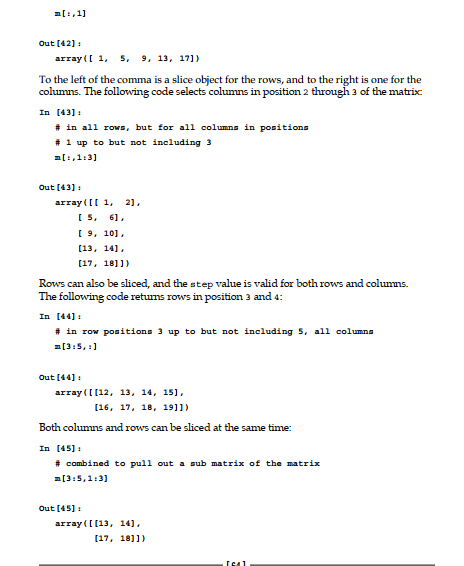 m[:,1]
Out[42]:
array([ 1, 5, 9, 13, 17])
To the left of the comma is a slice object for the rows, and to the right is one for the
columns. The following code selects columns in position 2 through 3 of the matrix:
In [43]:
# in all rows, but for all columns in positions
# 1 up to but not including 3
m[:,1:3]
Out[43]:
array([[ 1, 2],
[ 5, 6],
[ 9, 10],
[13, 14],
[17, 18]])
Rows can also be sliced, and the step value is valid for both rows and columns.
The following code returns rows in position 3 and 4:
In [44]:
# in row positions 3 up to but not including 5, all columns
m[3:5,:]
Out[44]:
array([[12, 13, 14, 15],
[16, 17, 18, 19]])
Both columns and rows can be sliced at the same time:
In [45]:
# combined to pull out a sub matrix of the matrix
m[3:5,1:3]
Out[45]:
array([[13, 14],
[17, 18]])